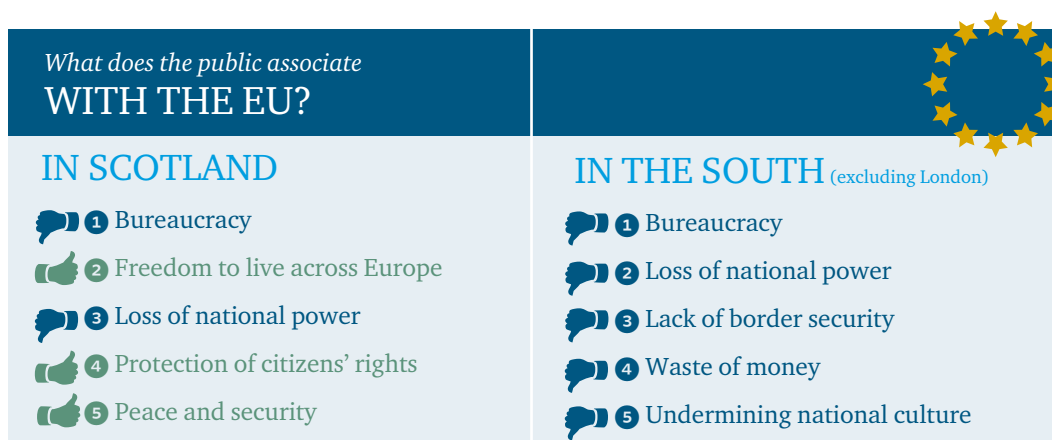 What does the public associate
WITH THE EU?
IN SCOTLAND
1 Bureaucracy
2 Freedom to live across Europe
3 Loss of national power
4 Protection of citizens’ rights
5 Peace and security
IN THE SOUTH (excluding London)
1 Bureaucracy
2 Loss of national power
3 Lack of border security
4 Waste of money
5 Undermining national culture